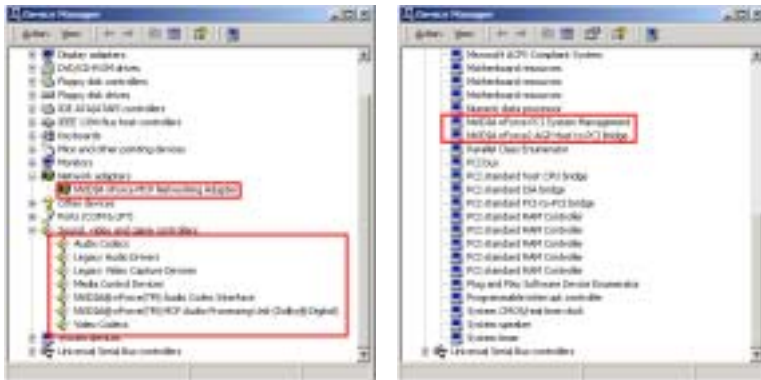 Device Manager
Action View
Display adapters
DVD/CD-ROM drives
Floppy disk controllers
Floppy disk drives
IDE ATA/ATAPI controllers
IEEE 1394 Bus host controllers
Keyboards
Mice and other pointing devices
Monitors
Network adapters
NVIDIA nForce MCP Networking Adapter
Other devices
Ports (COM & LPT)
Sound, video and game controllers
Audio Codecs
Legacy Audio Drivers
Legacy Video Capture Devices
Media Control Devices
NVIDIA(R) nForce(TM) Audio Codec Interface
NVIDIA(R) nForce(TM) MCP Audio Processing Unit (Dolby(R) Digital)
Video Codecs
System devices
Universal Serial Bus controllers
Device Manager
Action View
Microsoft ACPI-Compliant System
Motherboard resources
Motherboard resources
Motherboard resources
Numeric data processor
NVIDIA nForce PCI System Management
NVIDIA nForce2 AGP Host to PCI Bridge
Parallel Class Enumerator
PCI bus
PCI standard host CPU bridge
PCI standard ISA bridge
PCI standard PCI-to-PCI bridge
PCI standard RAM Controller
PCI standard RAM Controller
PCI standard RAM Controller
PCI standard RAM Controller
PCI standard RAM Controller
Plug and Play Software Device Enumerator
Programmable interrupt controller
System CMOS/real time clock
System speaker
System timer
Universal Serial Bus controllers